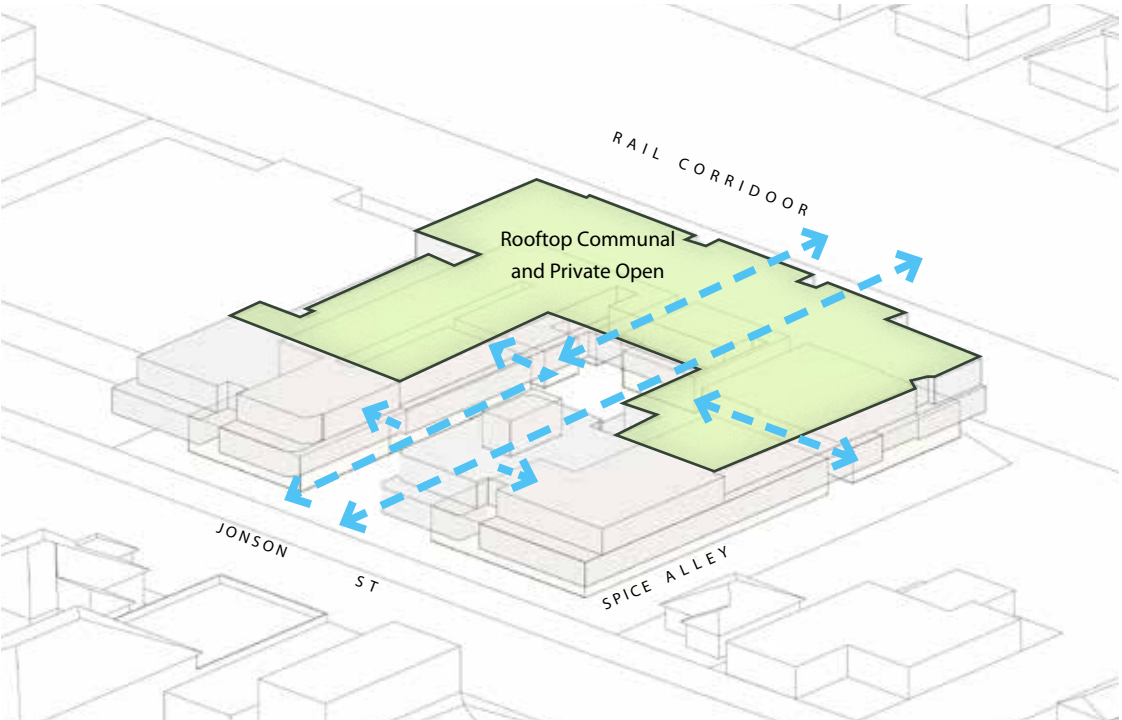 RAIL CORRIDOOR
Rooftop Communal
and Private Open
JONSON ST
SPICE ALLEY